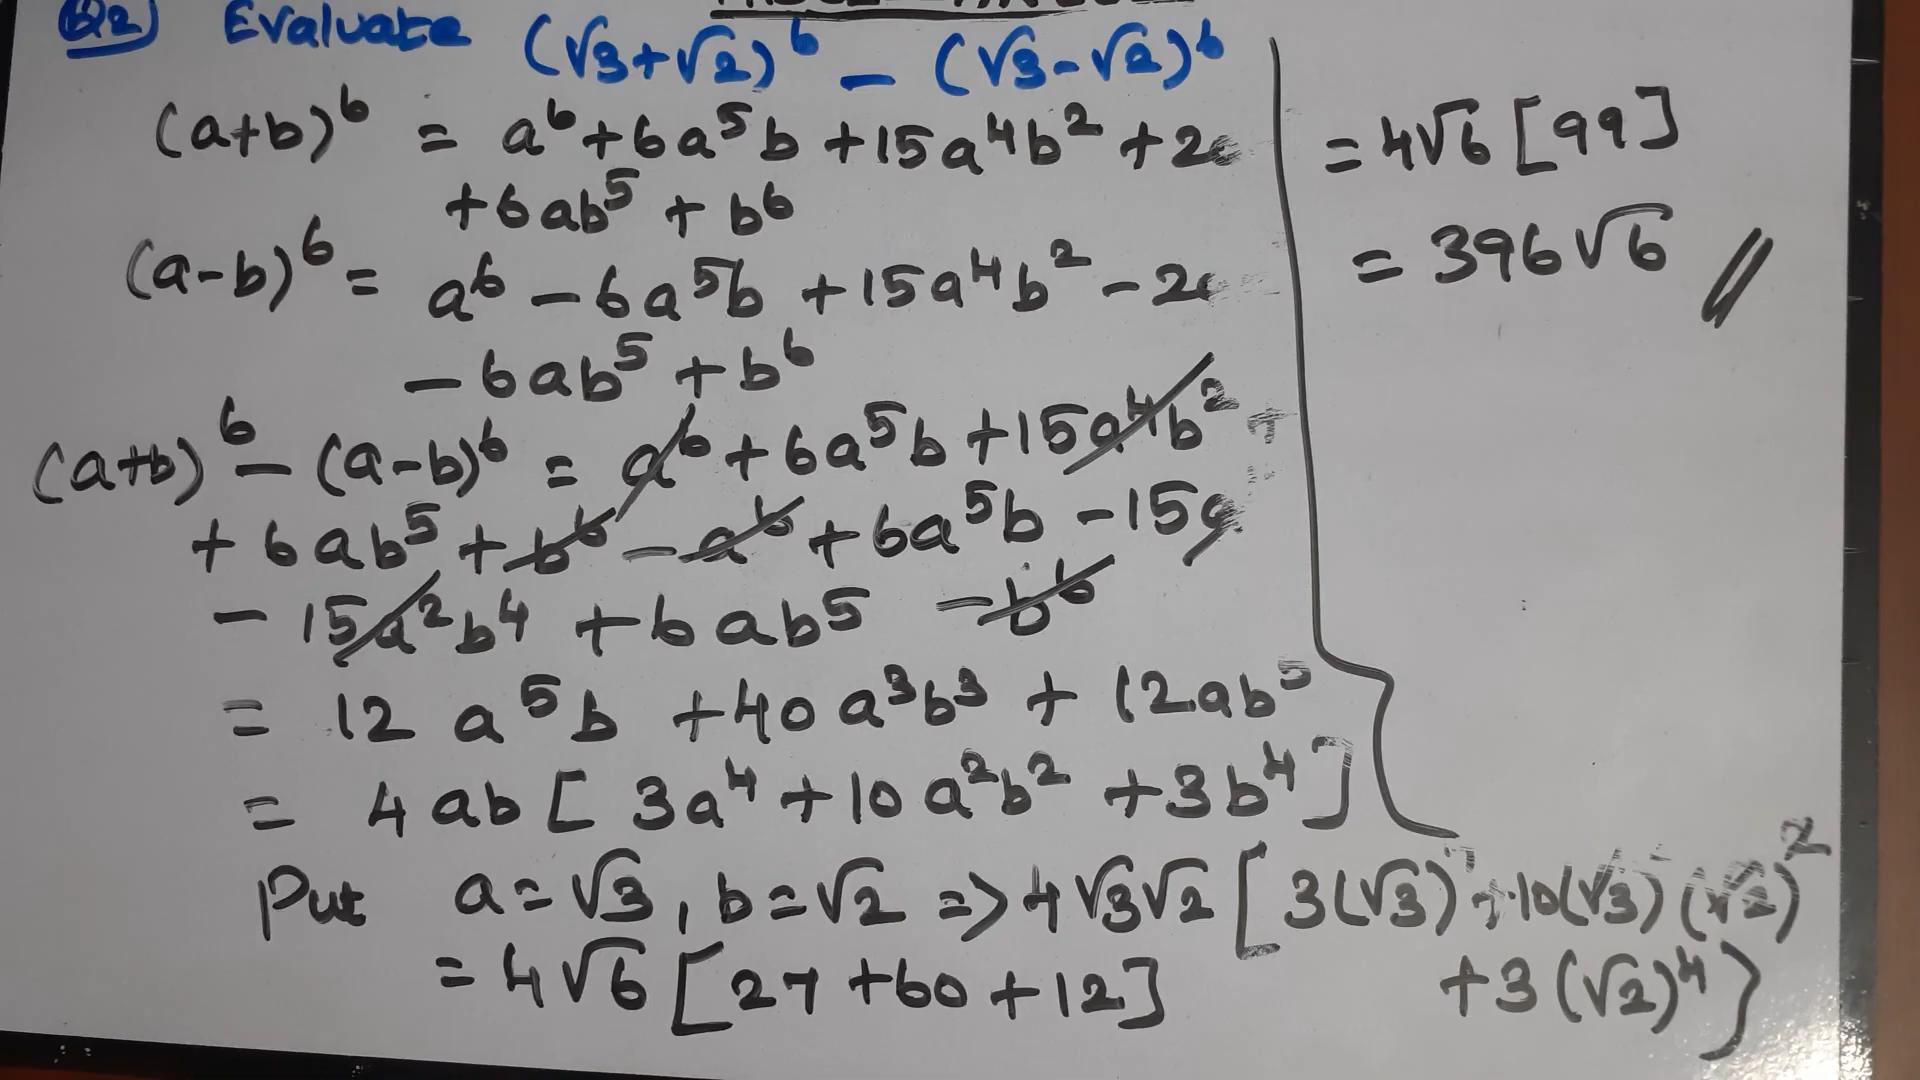 Q2) Evaluate (√3+√2)^6 - (√3-√2)^6
(a+b)^6 = a^6+6a^5b+15a^4b^2+2
+6ab^5+b^6
(a-b)^6= a^6-6a^5b+15a^4b^2-2
-6ab^5+b^6
(a+b)^6-(a-b)^6 = a^6+6a^5b+15a^4b^2+
+6ab^5+b^6-a^6+6a^5b-15a
-15a^2b^4+6ab^5-b^6
= 12a^5b+40a^3b^3+12ab^5
= 4ab[3a^4+10a^2b^2+3b^4]
Put a=√3, b=√2 => 4√3√2[3(√3) +10(√3) (√2)^2
+3(√2)^4]
= 4√6[27+60+12]
= 4√6[99]
= 396√6